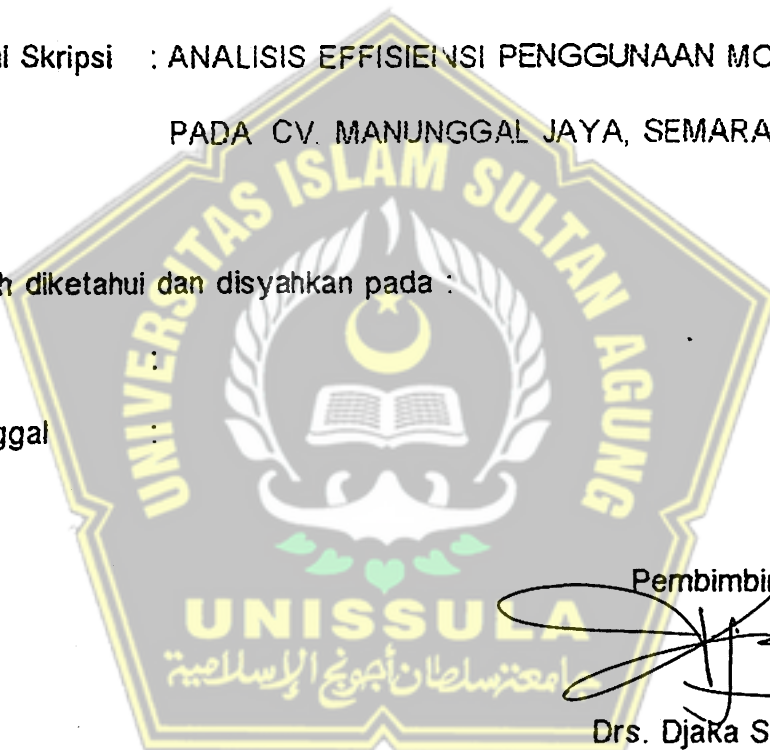 l Skripsi : ANALISIS EFFISIENSI PENGGUNAAN MO
PADA CV. MANUNGGAL JAYA, SEMARA
h diketahui dan disyahkan pada :
:
ggal :
UNIVERSITAS ISLAM SULTAN AGUNG
UNISSULA
جامعة سلطان أجونج الإسلامية
Pembimbi
Drs. Djaka S